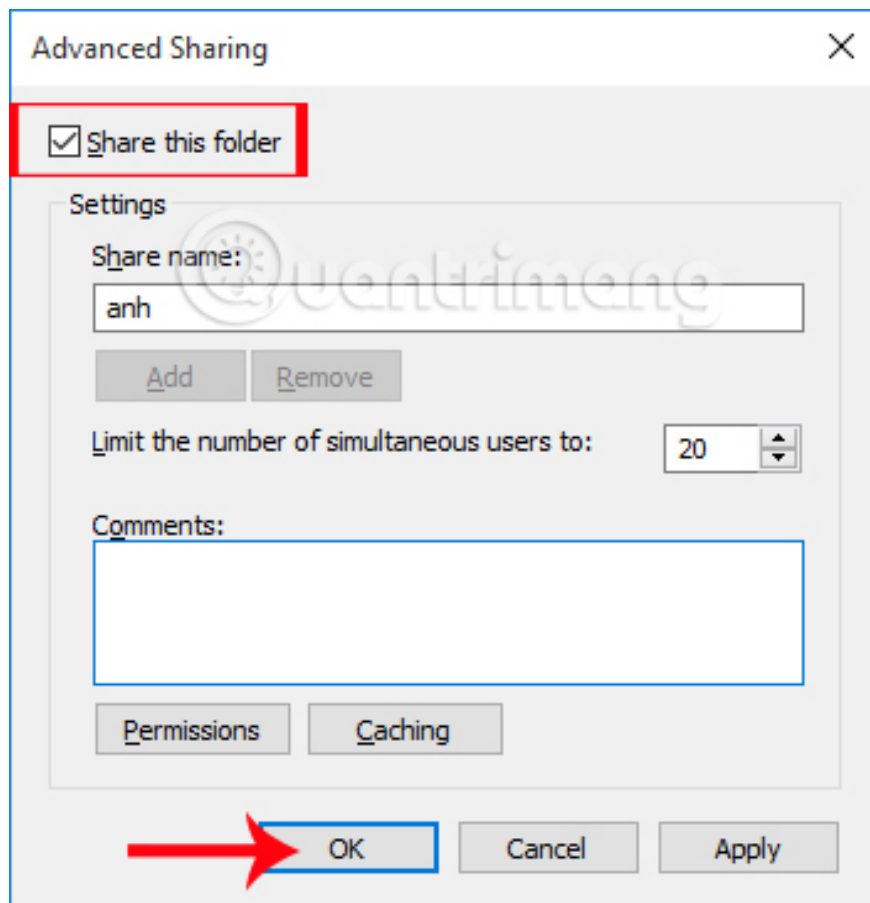 Advanced Sharing
Share this folder
Settings
Share name:
Quantrimang
anh
Add Remove
Limit the number of simultaneous users to: 20
Comments:
Permissions Caching
OK Cancel Apply